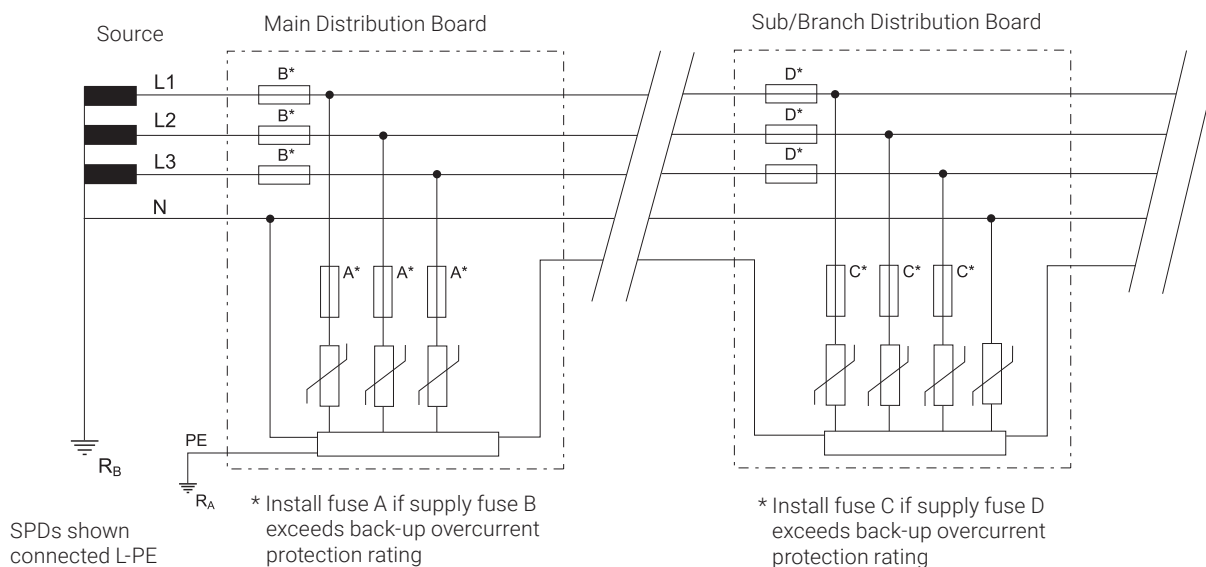 Source
Main Distribution Board
Sub/Branch Distribution Board
L1
L2
L3
N
B*
B*
B*
A* A* A*
D*
D*
D*
C* C* C*
PE
RB
RA
SPDs shown
connected L-PE
* Install fuse A if supply fuse B
exceeds back-up overcurrent
protection rating
* Install fuse C if supply fuse D
exceeds back-up overcurrent
protection rating